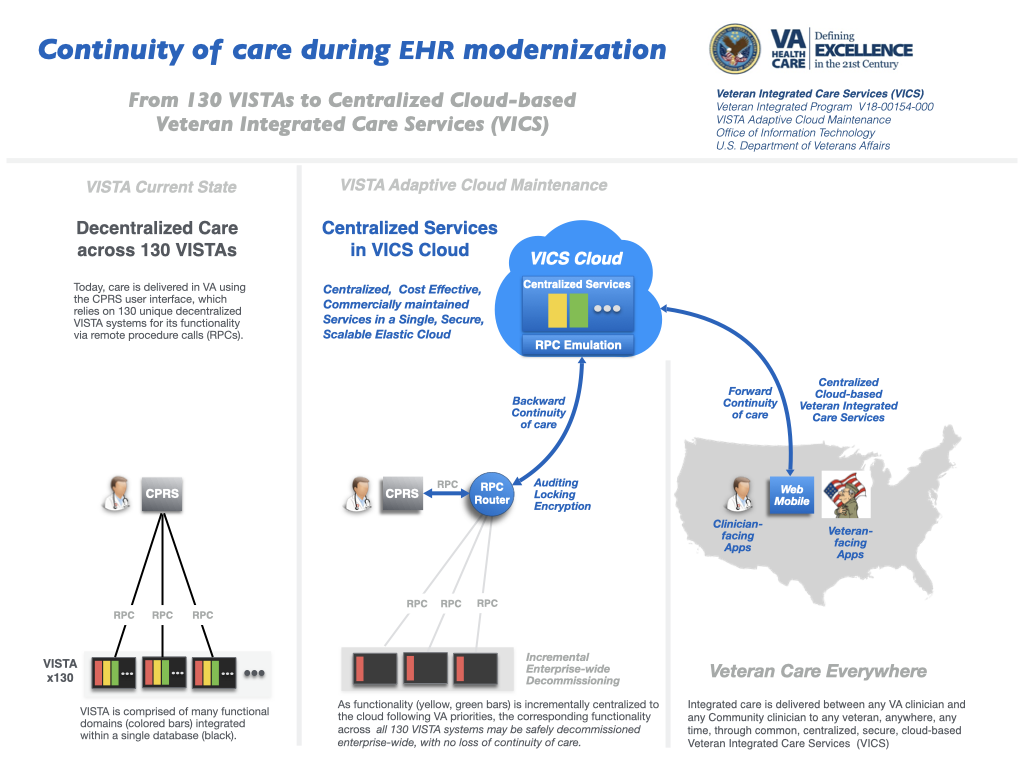 Continuity of care during EHR modernization
From 130 VISTAs to Centralized Cloud-based
Veteran Integrated Care Services (VICS)
VA
HEALTH
CARE
Defining
EXCELLENCE
in the 21st Century
Veteran Integrated Care Services (VICS)
Veteran Integrated Program V18-00154-000
VISTA Adaptive Cloud Maintenance
Office of Information Technology
U.S. Department of Veterans Affairs
VISTA Current State
Decentralized Care
across 130 VISTAs
Today, care is delivered in VA using
the CPRS user interface, which
relies on 130 unique decentralized
VISTA systems for its functionality
via remote procedure calls (RPCs).
CPRS
RPC
RPC
RPC
VISTA
x130
VISTA is comprised of many functional
domains (colored bars) integrated
within a single database (black).
VISTA Adaptive Cloud Maintenance
Centralized Services
in VICS Cloud
Centralized, Cost Effective,
Commercially maintained
Services in a Single, Secure,
Scalable Elastic Cloud
VICS Cloud
Centralized Services
RPC Emulation
Backward
Continuity
of care
CPRS
RPC
RPC
Router
Auditing
Locking
Encryption
RPC
RPC
RPC
Incremental
Enterprise-wide
Decommissioning
As functionality (yellow, green bars) is incrementally centralized to
the cloud following VA priorities, the corresponding functionality
across all 130 VISTA systems may be safely decommissioned
enterprise-wide, with no loss of continuity of care.
Forward
Continuity
of care
Centralized
Cloud-based
Veteran Integrated
Care Services
Web
Mobile
Clinician-
facing
Apps
Veteran-
facing
Apps
Veteran Care Everywhere
Integrated care is delivered between any VA clinician and
any Community clinician to any veteran, anywhere, any
time, through common, centralized, secure, cloud-based
Veteran Integrated Care Services (VICS)